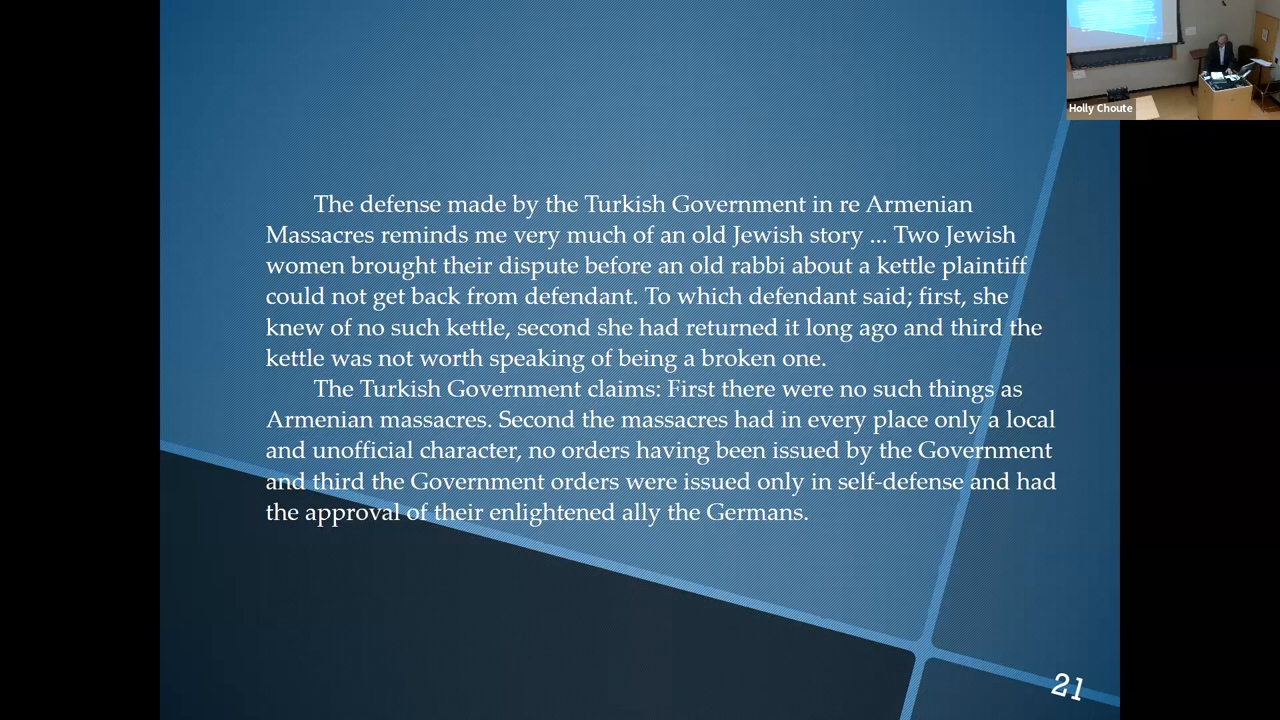 Holly Choute
The defense made by the Turkish Government in re Armenian
Massacres reminds me very much of an old Jewish story ... Two Jewish
women brought their dispute before an old rabbi about a kettle plaintiff
could not get back from defendant. To which defendant said; first, she
knew of no such kettle, second she had returned it long ago and third the
kettle was not worth speaking of being a broken one.
The Turkish Government claims: First there were no such things as
Armenian massacres. Second the massacres had in every place only a local
and unofficial character, no orders having been issued by the Government
and third the Government orders were issued only in self-defense and had
the approval of their enlightened ally the Germans.
21